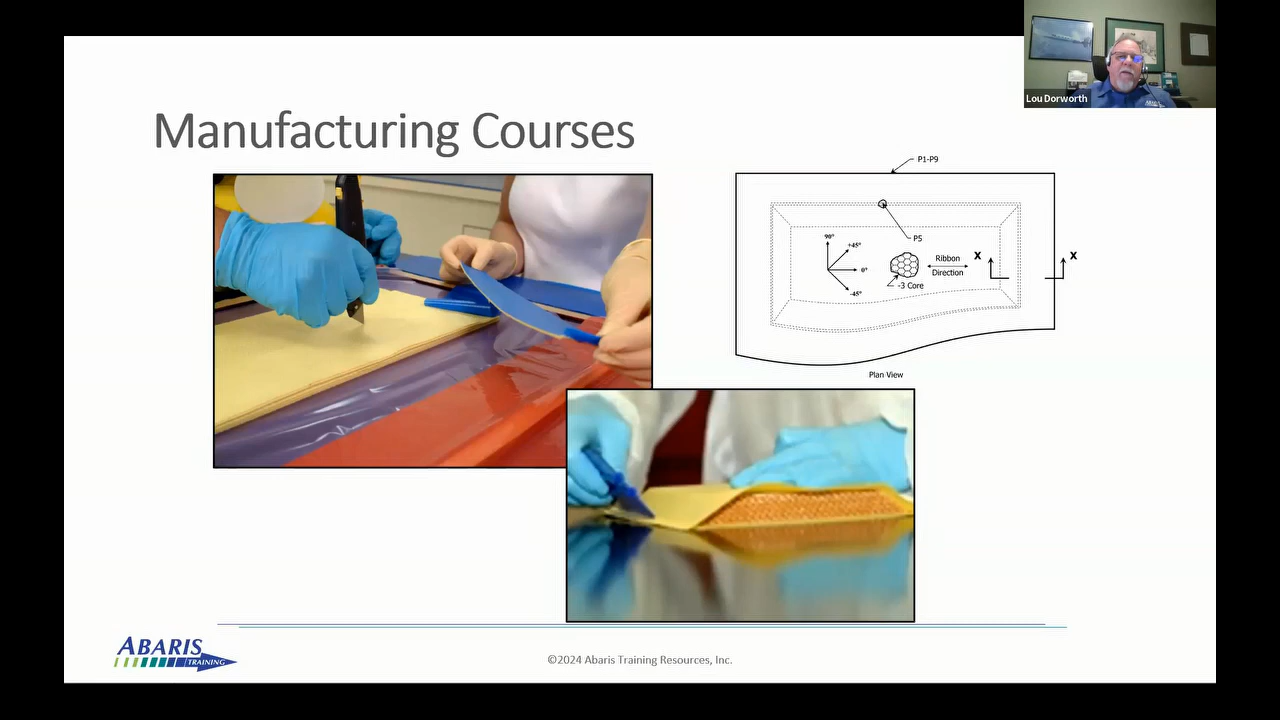 Lou Dorworth
Manufacturing Courses
P1-P9
P5
90°
+45°
0°
-45°
Ribbon
Direction
-3 Core
X
X
Plan View
ABARIS
TRAINING
©2024 Abaris Training Resources, Inc.